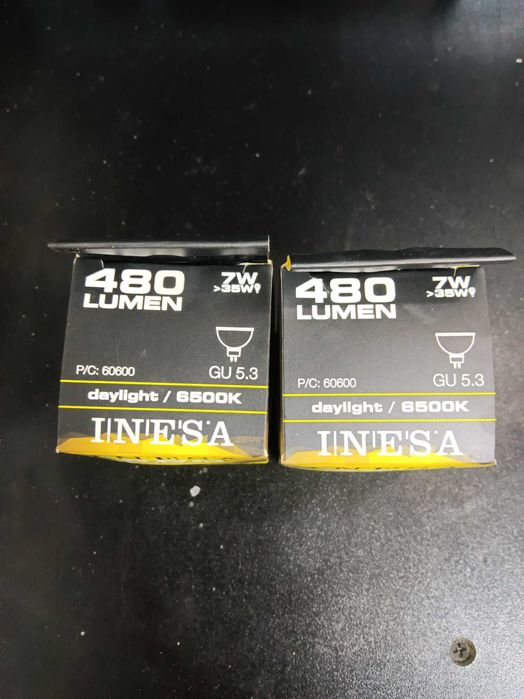 480
LUMEN
7W
>35W
P/C: 60600
GU 5.3
daylight / 6500K
INESA
480
LUMEN
7W
>35W
P/C: 60600
GU 5.3
daylight / 6500K
INESA